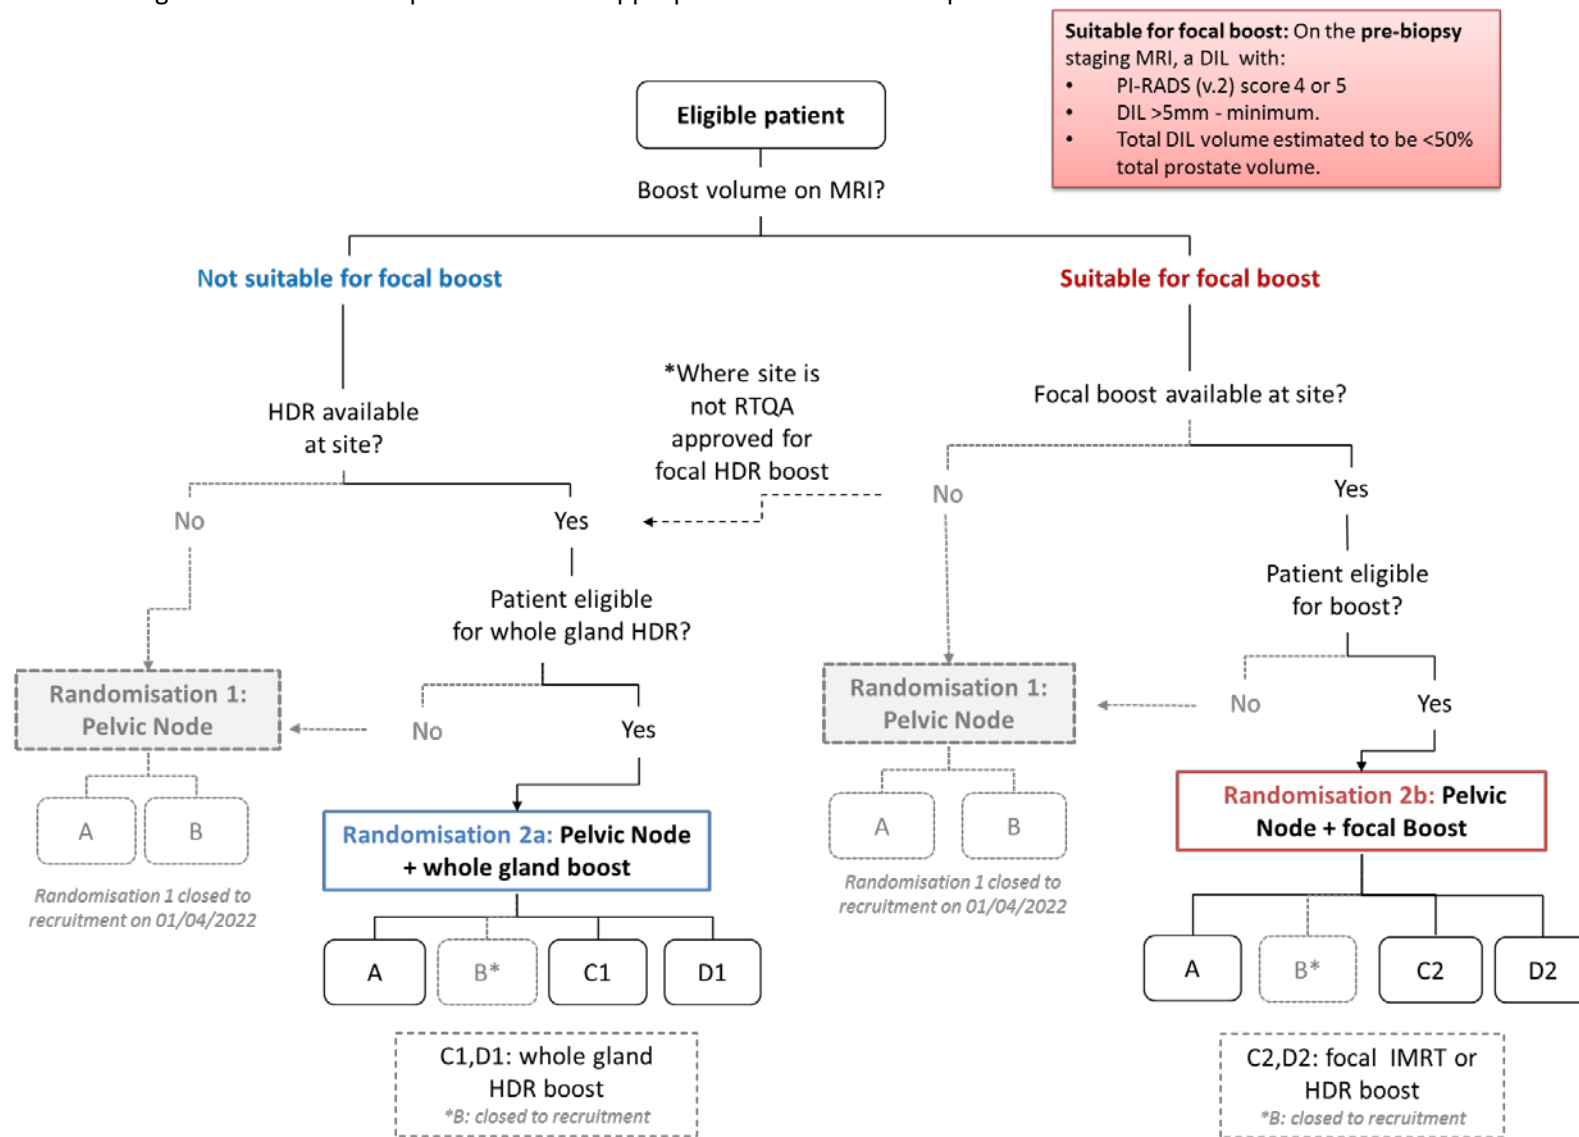 Suitable for focal boost: On the pre-biopsy
staging MRI, a DIL with:
• PI-RADS (v.2) score 4 or 5
• DIL >5mm - minimum.
• Total DIL volume estimated to be <50%
total prostate volume.
Eligible patient
Boost volume on MRI?
Not suitable for focal boost
Suitable for focal boost
HDR available
at site?
*Where site is
not RTQA
approved for
focal HDR boost
Focal boost available at site?
No
Yes
No
Yes
Patient eligible
for whole gland HDR?
Patient eligible
for boost?
Randomisation 1:
Pelvic Node
No
Yes
Randomisation 1:
Pelvic Node
No
Yes
A
B
Randomisation 1 closed to
recruitment on 01/04/2022
Randomisation 2a: Pelvic Node
+ whole gland boost
A
B*
C1
D1
C1,D1: whole gland
HDR boost
*B: closed to recruitment
A
B
Randomisation 1 closed to
recruitment on 01/04/2022
Randomisation 2b: Pelvic
Node + focal Boost
A
B*
C2
D2
C2,D2: focal IMRT or
HDR boost
*B: closed to recruitment